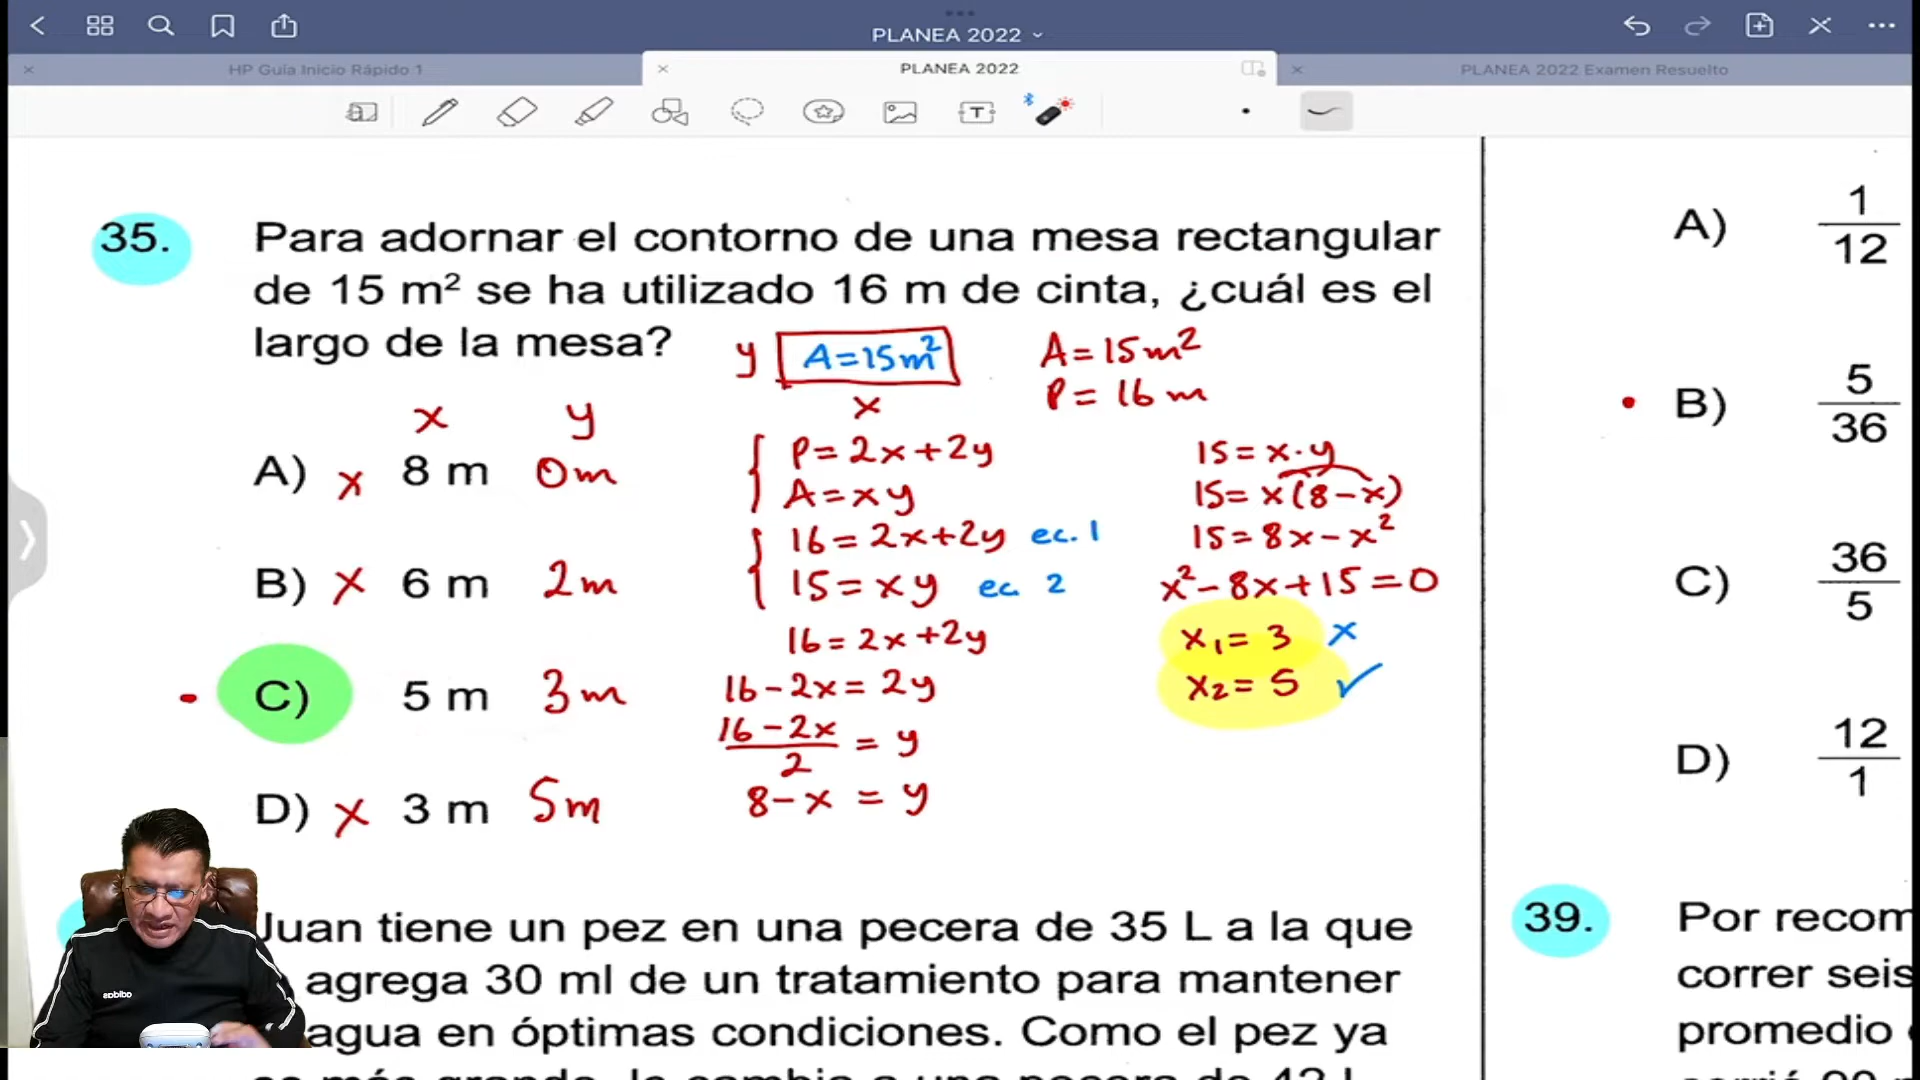 PLANEA 2022
HP Guía Inicio Rápido 1
PLANEA 2022
PLANEA 2022 Examen Resuelto
35. Para adornar el contorno de una mesa rectangular
de 15 m² se ha utilizado 16 m de cinta, ¿cuál es el
largo de la mesa?
y A=15m² x
A=15m²
P=16m
x y
A) x 8 m 0m
B) x 6 m 2m
C) 5 m 3m
D) x 3 m 5m
P=2x+2y
A=xy
16=2x+2y ec. 1
15=xy ec. 2
16=2x+2y
16-2x=2y
16-2x/2=y
8-x=y
15=x·y
15=x(8-x)
15=8x-x²
x²-8x+15=0
x₁=3 x
x₂=5 ✓
Juan tiene un pez en una pecera de 35 L a la que
agrega 30 ml de un tratamiento para mantener
agua en óptimas condiciones. Como el pez ya
adidas
A) 1/12
B) 5/36
C) 36/5
D) 12/1
39. Por recom
correr seis
promedio